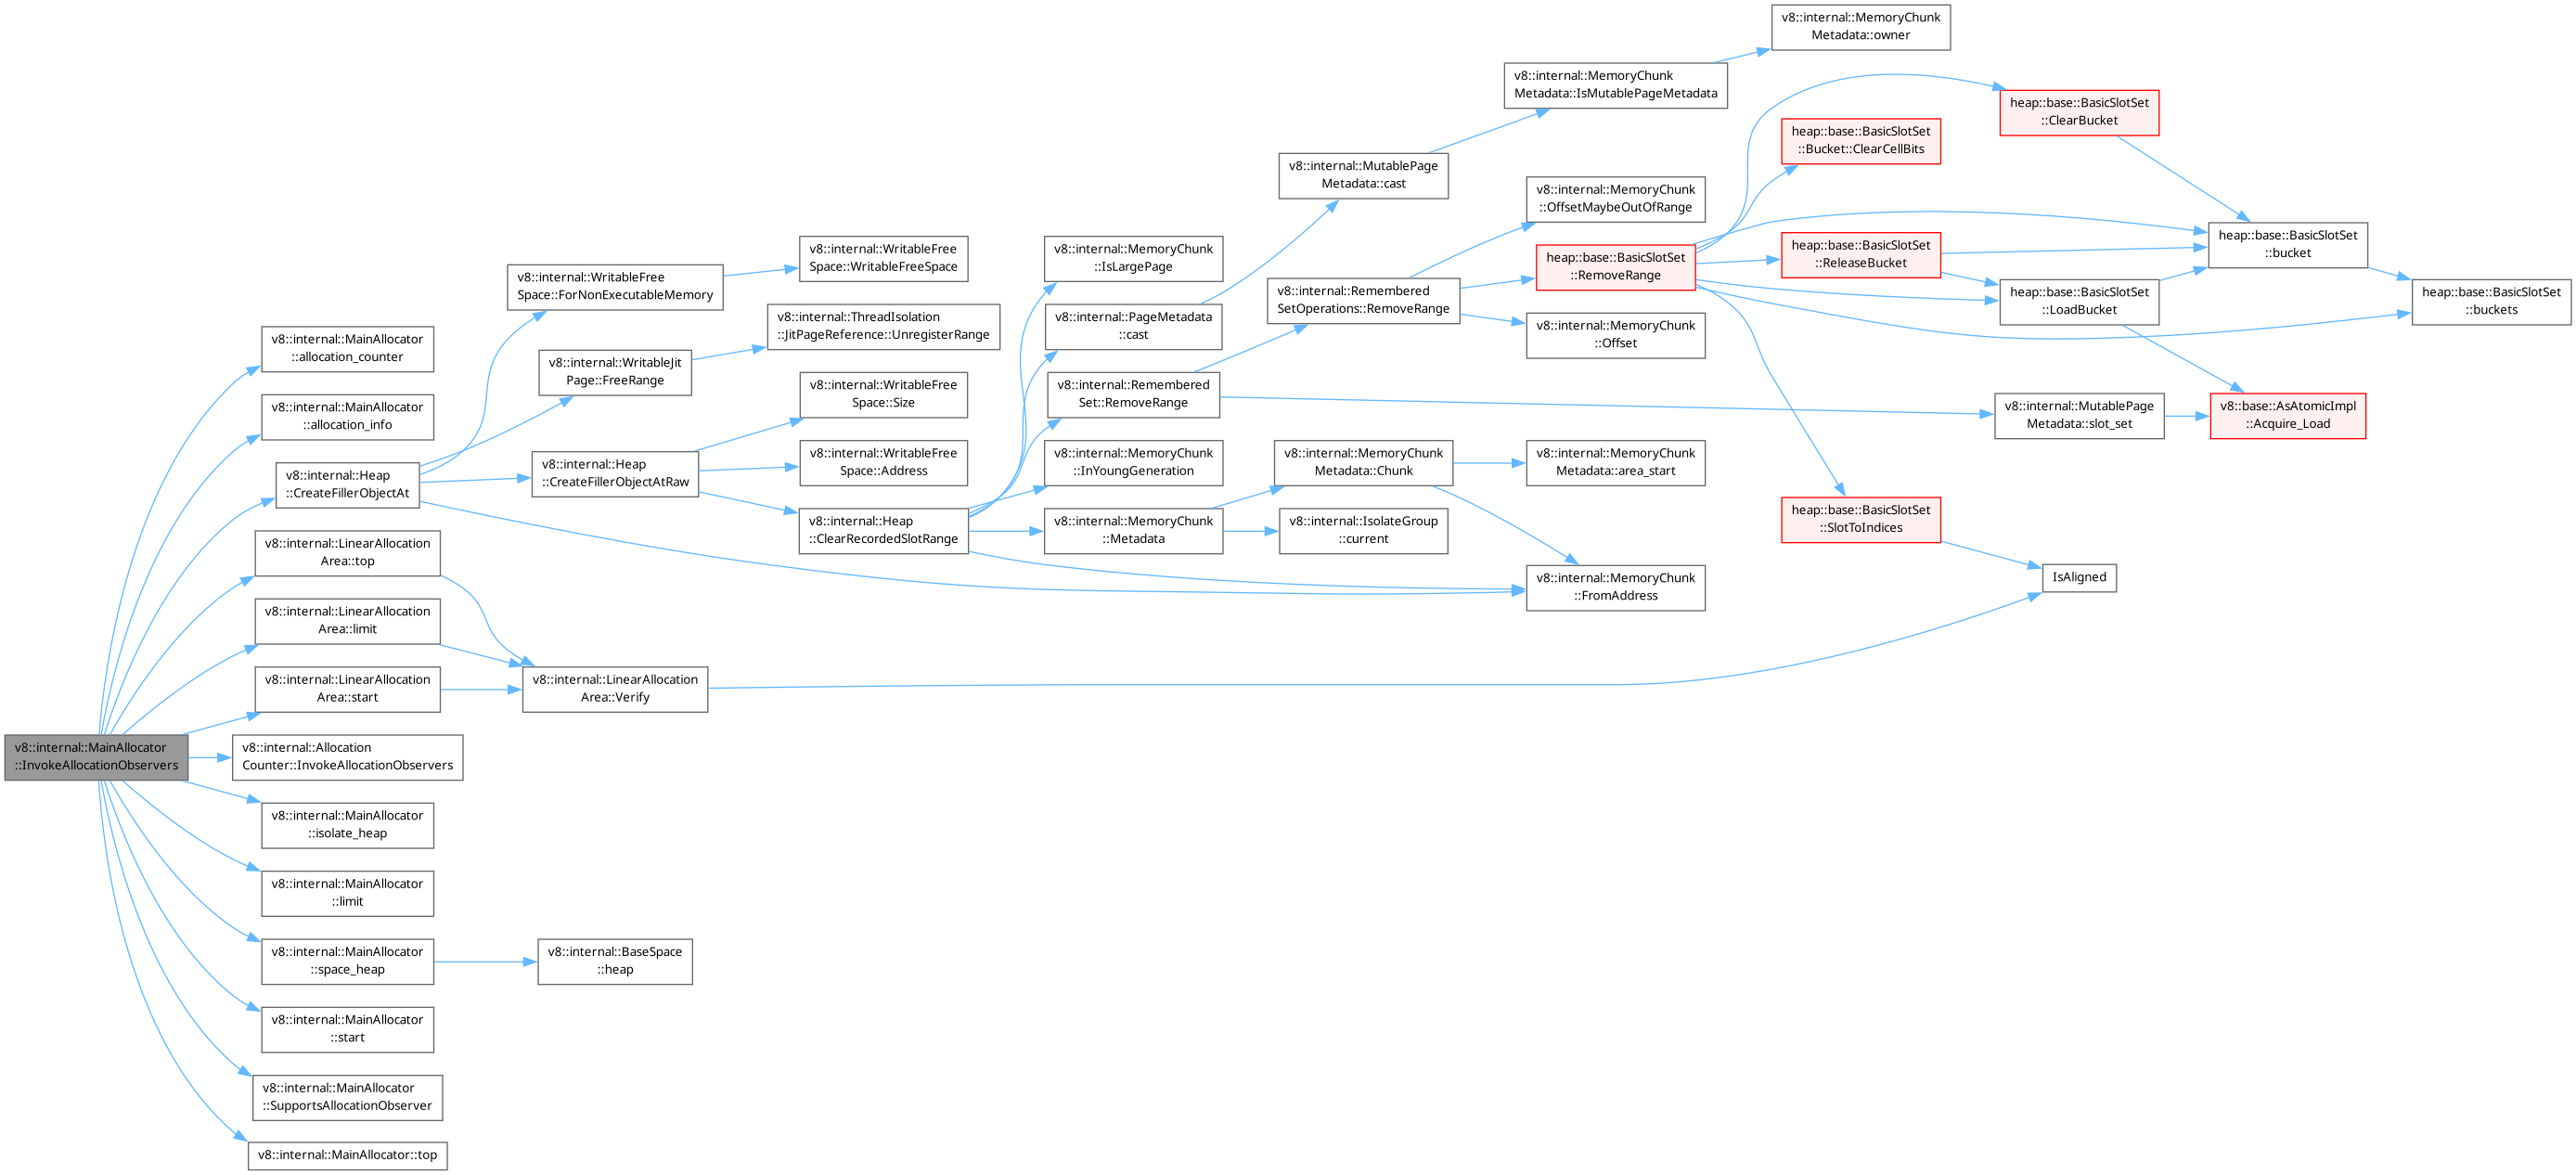 v8::internal::MainAllocator
::InvokeAllocationObservers
v8::internal::MainAllocator
::allocation_counter
v8::internal::MainAllocator
::allocation_info
v8::internal::Heap
::CreateFillerObjectAt
v8::internal::LinearAllocation
Area::top
v8::internal::LinearAllocation
Area::limit
v8::internal::LinearAllocation
Area::start
v8::internal::Allocation
Counter::InvokeAllocationObservers
v8::internal::MainAllocator
::isolate_heap
v8::internal::MainAllocator
::limit
v8::internal::MainAllocator
::space_heap
v8::internal::MainAllocator
::start
v8::internal::MainAllocator
::SupportsAllocationObserver
v8::internal::MainAllocator::top
v8::internal::WritableFree
Space::ForNonExecutableMemory
v8::internal::WritableJit
Page::FreeRange
v8::internal::Heap
::CreateFillerObjectAtRaw
v8::internal::LinearAllocation
Area::Verify
v8::internal::BaseSpace
::heap
v8::internal::WritableFree
Space::WritableFreeSpace
v8::internal::ThreadIsolation
::JitPageReference::UnregisterRange
v8::internal::WritableFree
Space::Size
v8::internal::WritableFree
Space::Address
v8::internal::Heap
::ClearRecordedSlotRange
v8::internal::MemoryChunk
::IsLargePage
v8::internal::PageMetadata
::cast
v8::internal::Remembered
Set::RemoveRange
v8::internal::MemoryChunk
::InYoungGeneration
v8::internal::MemoryChunk
::Metadata
v8::internal::MutablePage
Metadata::cast
v8::internal::Remembered
SetOperations::RemoveRange
v8::internal::MemoryChunk
Metadata::Chunk
v8::internal::IsolateGroup
::current
v8::internal::MemoryChunk
Metadata::IsMutablePageMetadata
v8::internal::MemoryChunk
::OffsetMaybeOutOfRange
heap::base::BasicSlotSet
::RemoveRange
v8::internal::MemoryChunk
::Offset
v8::internal::MemoryChunk
Metadata::area_start
v8::internal::MemoryChunk
::FromAddress
v8::internal::MemoryChunk
Metadata::owner
heap::base::BasicSlotSet
::Bucket::ClearCellBits
heap::base::BasicSlotSet
::ReleaseBucket
heap::base::BasicSlotSet
::SlotToIndices
heap::base::BasicSlotSet
::ClearBucket
heap::base::BasicSlotSet
::LoadBucket
v8::internal::MutablePage
Metadata::slot_set
IsAligned
heap::base::BasicSlotSet
::bucket
v8::base::AsAtomicImpl
::Acquire_Load
heap::base::BasicSlotSet
::buckets